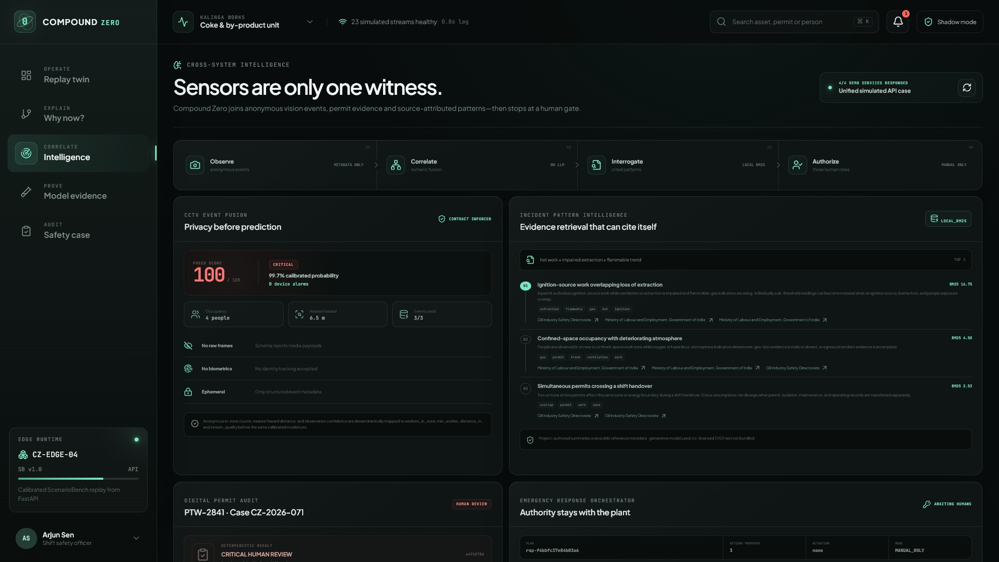 COMPOUND ZERO
OPERATE
Replay twin
EXPLAIN
Why now?
CORRELATE
Intelligence
PROVE
Model evidence
AUDIT
Safety case
EDGE RUNTIME
CZ-EDGE-04
SB v1.0 API
Calibrated ScenarioBench replay from
FastAPI
AS
Arjun Sen
Shift safety officer
KALINGA WORKS
Coke & by-product unit
23 simulated streams healthy 0.8s lag
Search asset, permit or person ⌘ K
1
Shadow mode
CROSS-SYSTEM INTELLIGENCE
Sensors are only one witness.
Compound Zero joins anonymous vision events, permit evidence and source-attributed patterns—then stops at a human gate.
4/4 DEMO SERVICES RESPONDED
Unified simulated API case
01
Observe
anonymous events
METADATA ONLY
02
Correlate
numeric fusion
NO LLM
03
Interrogate
cited patterns
LOCAL BM25
04
Authorize
three human roles
MANUAL ONLY
CCTV EVENT FUSION
Privacy before prediction
CONTRACT ENFORCED
FUSED SCORE
100 / 100
CRITICAL
99.7% calibrated probability
0 device alarms
Occupancy
4 people
Nearest hazard
6.5 m
Events used
3/3
No raw frames Schema rejects media payloads
No biometrics No identity tracking accepted
Ephemeral Only structured event metadata
Anonymous in-zone counts, nearest hazard distance, and observation confidence are deterministically mapped to workers_in_zone, min_worker_distance_m,
and stream_quality before the same calibrated model runs.
INCIDENT PATTERN INTELLIGENCE
Evidence retrieval that can cite itself
LOCAL_BM25
hot work + impaired extraction + flammable trend TOP 3
01
Ignition-source work overlapping loss of extraction BM25 16.75
A permit authorises ignition-source work while ventilation or extraction is impaired and flammable-gas indicators are rising. Individually sub-threshold readings can become material when an ignition source, barrier loss, and people exposure
overlap.
extraction flammable gas hot ignition
Oil Industry Safety Directorate Ministry of Labour and Employment, Government of India Ministry of Labour and Employment, Government of India
02
Confined-space occupancy with deteriorating atmosphere BM25 4.50
People are observed in or near a confined-space work zone while oxygen or hazardous-atmosphere indicators deteriorate, gas-test evidence is stale or absent, or egress/attendant evidence is incomplete.
gas permit trend ventilation work
Ministry of Labour and Employment, Government of India Ministry of Labour and Employment, Government of India Oil Industry Safety Directorate
03
Simultaneous permits crossing a shift handover BM25 2.53
Two or more active permits affect the same zone or energy boundary during a shift handover. Status assumptions can diverge when permit, isolation, maintenance, and operating records are transferred separately.
overlap permit work zone
Oil Industry Safety Directorate Oil Industry Safety Directorate
Project-authored summaries over public reference metadata · generative model used: no · licensed OISD text not bundled.
DIGITAL PERMIT AUDIT
PTW-2841 · Case CZ-2026-071
HUMAN REVIEW
DETERMINISTIC RESULT
CRITICAL HUMAN REVIEW
e491878d
EMERGENCY RESPONSE ORCHESTRATOR
Authority stays with the plant
AWAITING HUMANS
PLAN
rsp-f4bbfc37e84b03a6
ACTIONS PROPOSED
3
ACTUATION
none
MODE
MANUAL_ONLY